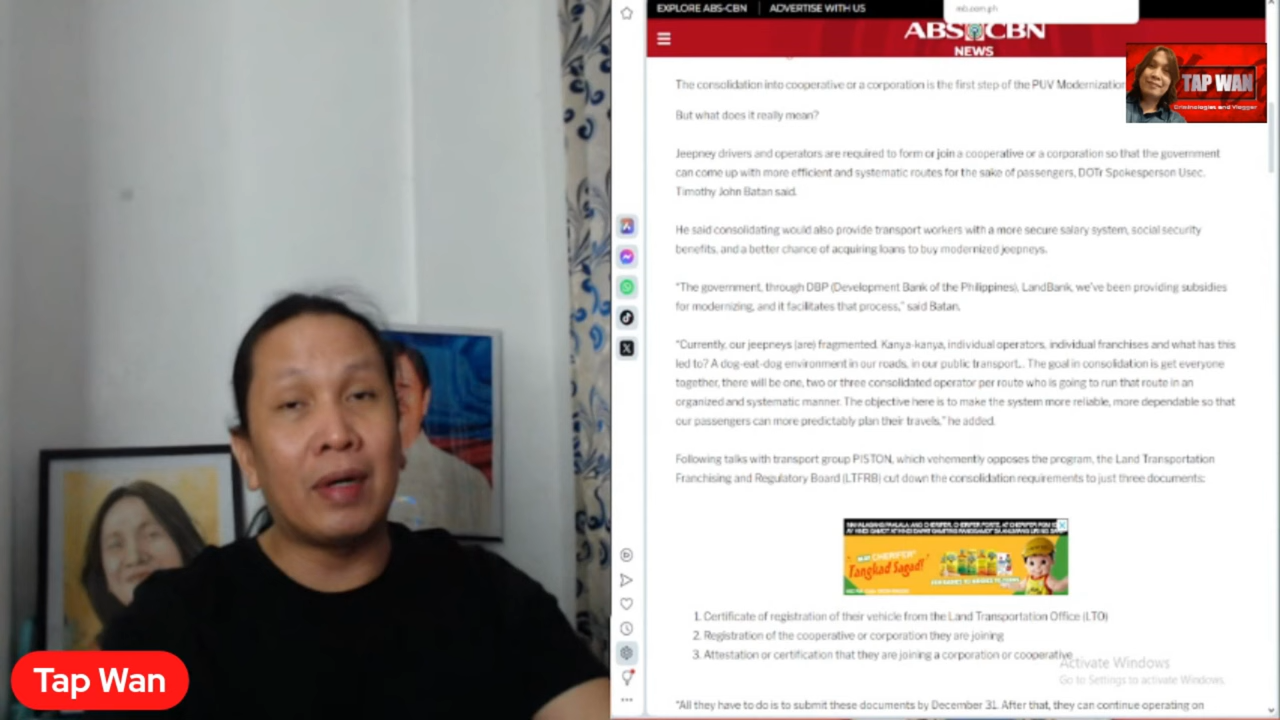 EXPLORE ABS-CBN
ADVERTISE WITH US
mb.com.ph
ABS CBN
NEWS
TAP WAN
The consolidation into cooperative or a corporation is the first step of the PUV Modernization
But what does it really mean?
Jeepney drivers and operators are required to form or join a cooperative or a corporation so that the government
can come up with more efficient and systematic routes for the sake of passengers, DOTr Spokesperson Usec.
Timothy John Batan said.
He said consolidating would also provide transport workers with a more secure salary system, social security
benefits, and a better chance of acquiring loans to buy modernized jeepneys.
"The government, through DBP (Development Bank of the Philippines), LandBank, we've been providing subsidies
for modernizing, and it facilitates that process," said Batan.
"Currently, our jeepneys (are) fragmented. Kanya-kanya, individual operators, individual franchises and what has this
led to? A dog-eat-dog environment in our roads, in our public transport... The goal in consolidation is get everyone
together, there will be one, two or three consolidated operator per route who is going to run that route in an
organized and systematic manner. The objective here is to make the system more reliable, more dependable so that
our passengers can more predictably plan their travels," he added.
Following talks with transport group PISTON, which vehemently opposes the program, the Land Transportation
Franchising and Regulatory Board (LTFRB) cut down the consolidation requirements to just three documents:
CHERIFER
Tangkad Sagad!
1. Certificate of registration of their vehicle from the Land Transportation Office (LTO)
2. Registration of the cooperative or corporation they are joining
3. Attestation or certification that they are joining a corporation or cooperative
Activate Windows
Go to Settings to activate Windows.
"All they have to do is to submit these documents by December 31. After that, they can continue operating on
Tap Wan